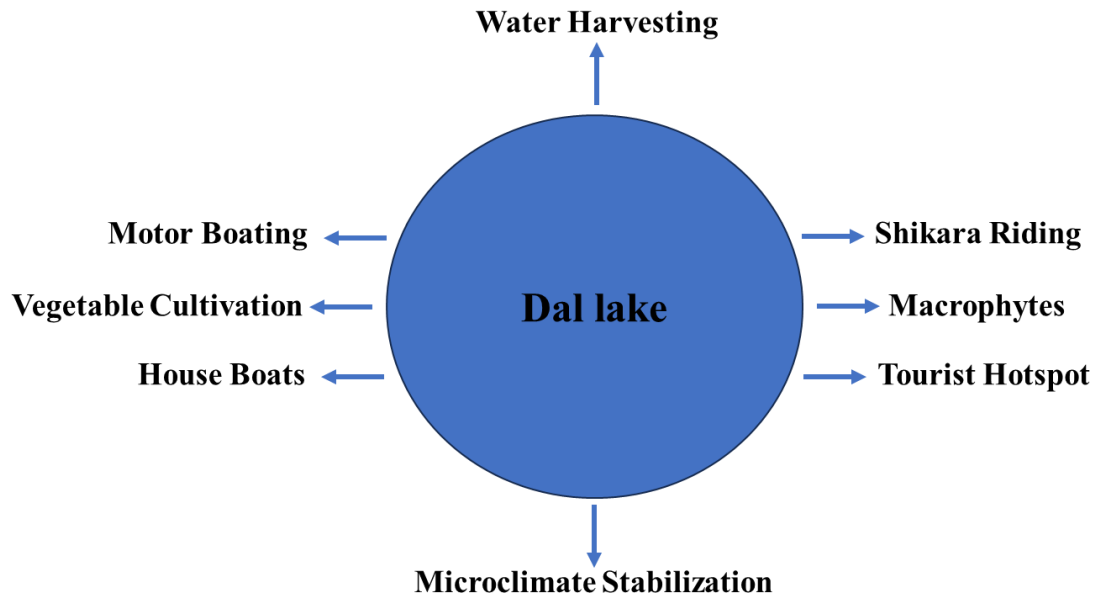 Water Harvesting
Motor Boating
Shikara Riding
Vegetable Cultivation
Dal lake
Macrophytes
House Boats
Tourist Hotspot
Microclimate Stabilization